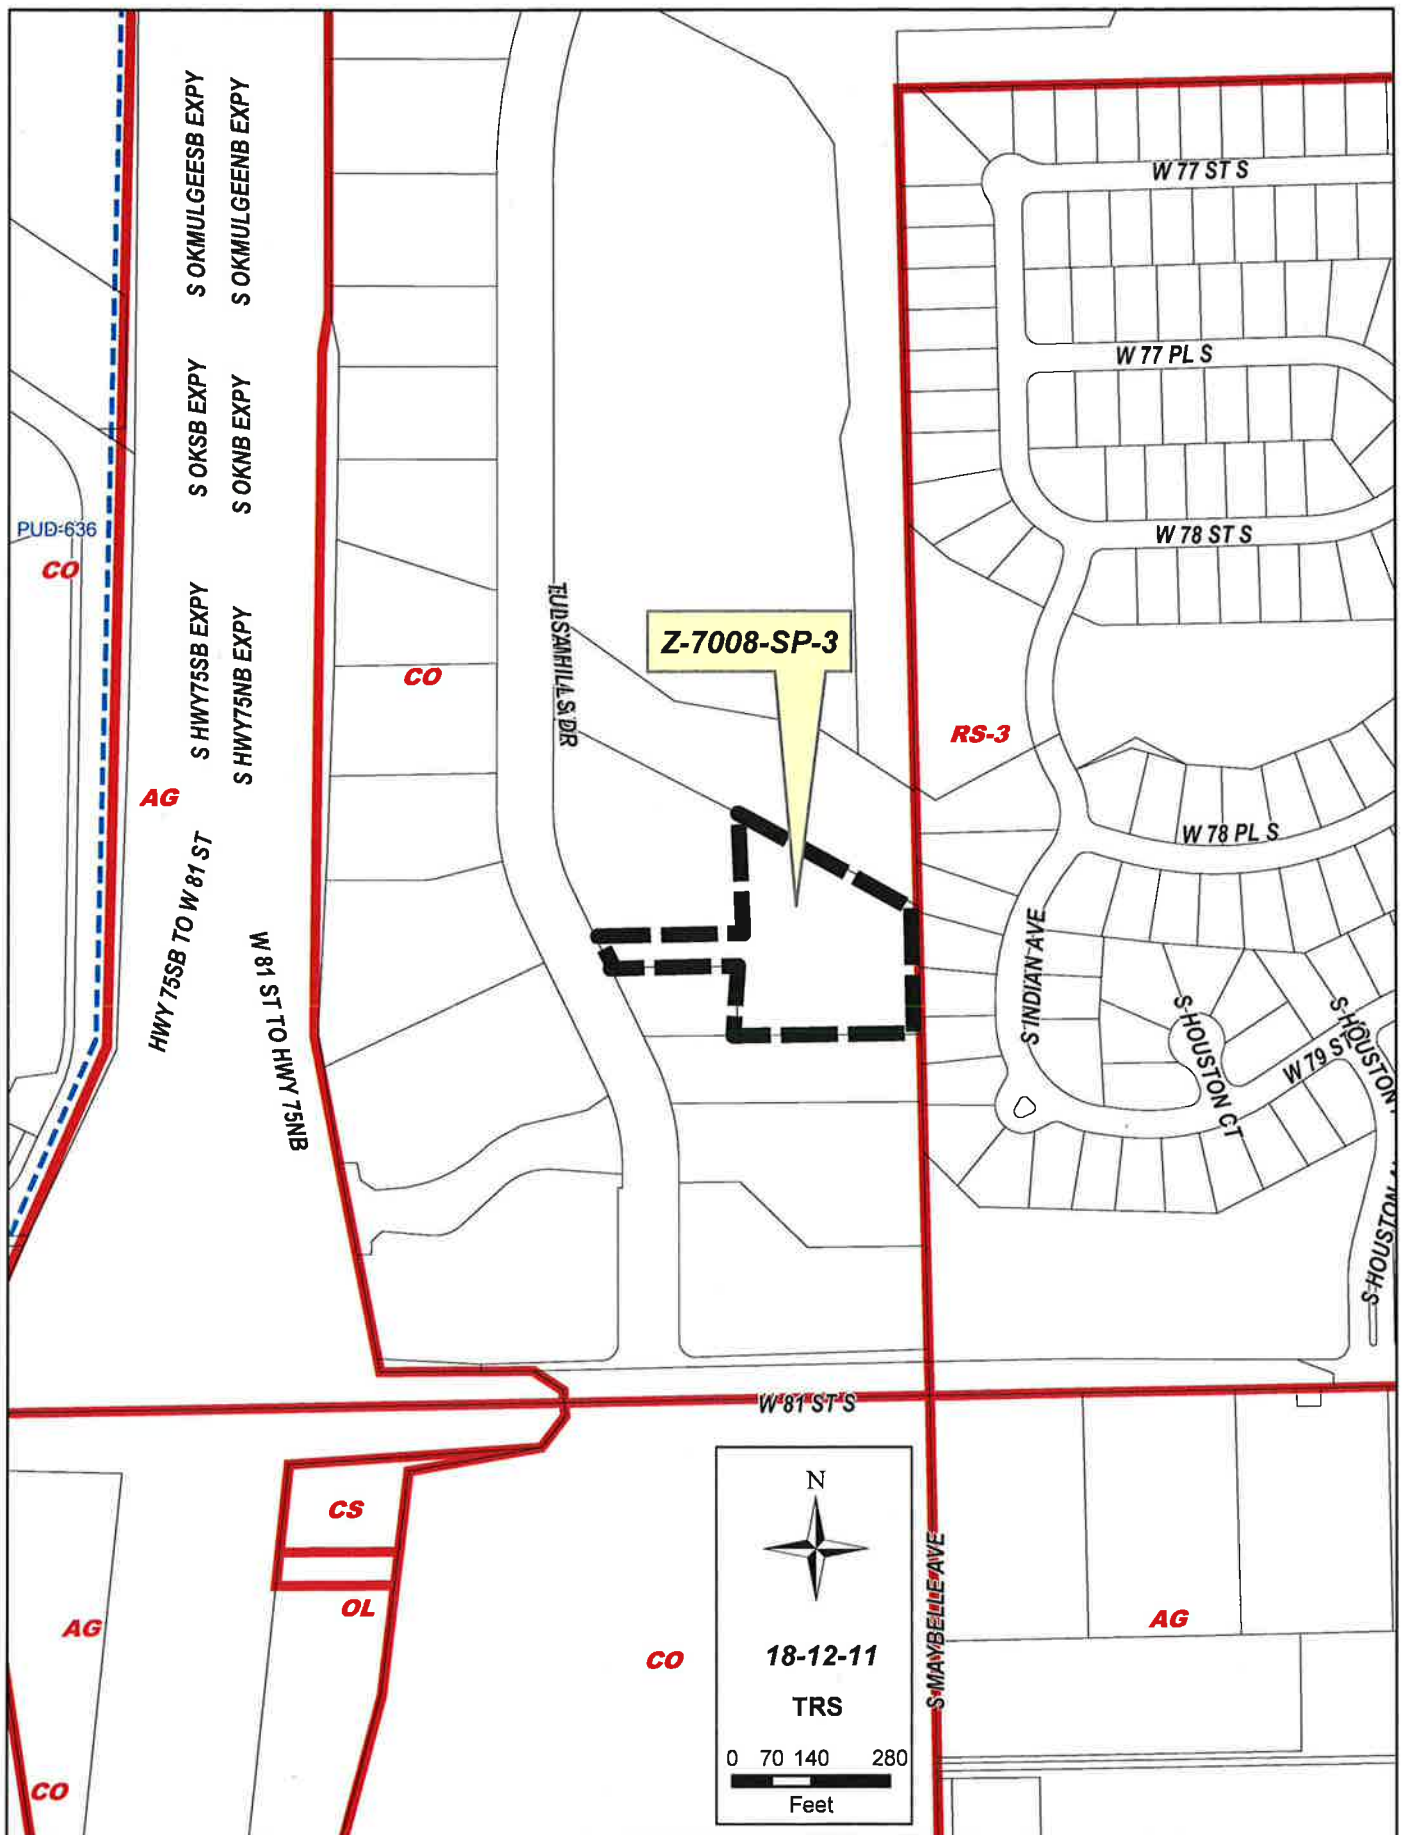 S OKMULGEESB EXPY
S OKMULGEENB EXPY
W 77 ST S
W 77 PL S
S OKSB EXPY
S OKNB EXPY
PUD-636
CO
W 78 ST S
S HWY75SB EXPY
S HWY75NB EXPY
Z-7008-SP-3
CO
RS-3
AG
W 78 PL S
HWY 75SB TO W 81 ST
W 81 ST TO HWY 75NB
S INDIAN AVE
S HOUSTON CT
W 79 ST
S HOUSTON
S HOUSTON
W 81 ST S
CS
OL
AG
CO
CO
N
18-12-11
TRS
0 70 140 280
Feet
S MAYBELLE AVE
AG